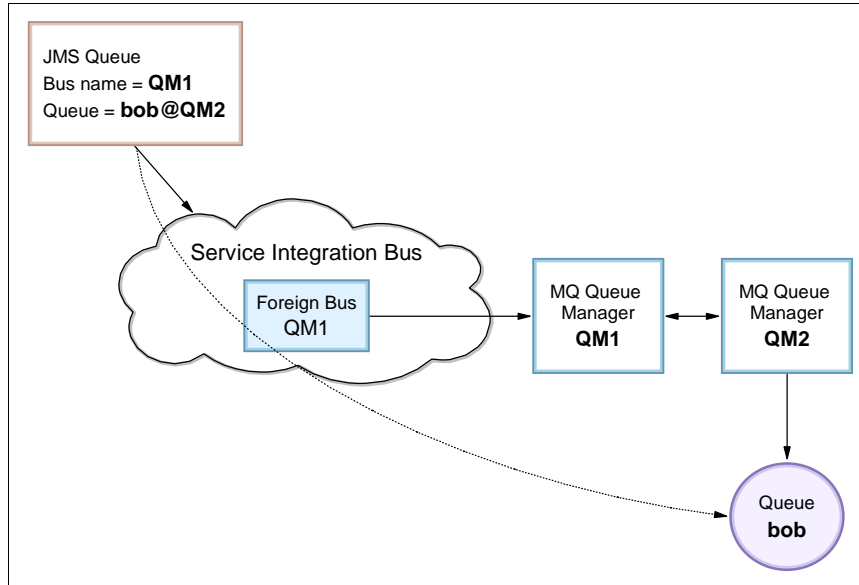 JMS Queue
Bus name = QM1
Queue = bob@QM2
Service Integration Bus
Foreign Bus
QM1
MQ Queue
Manager
QM1
MQ Queue
Manager
QM2
Queue
bob